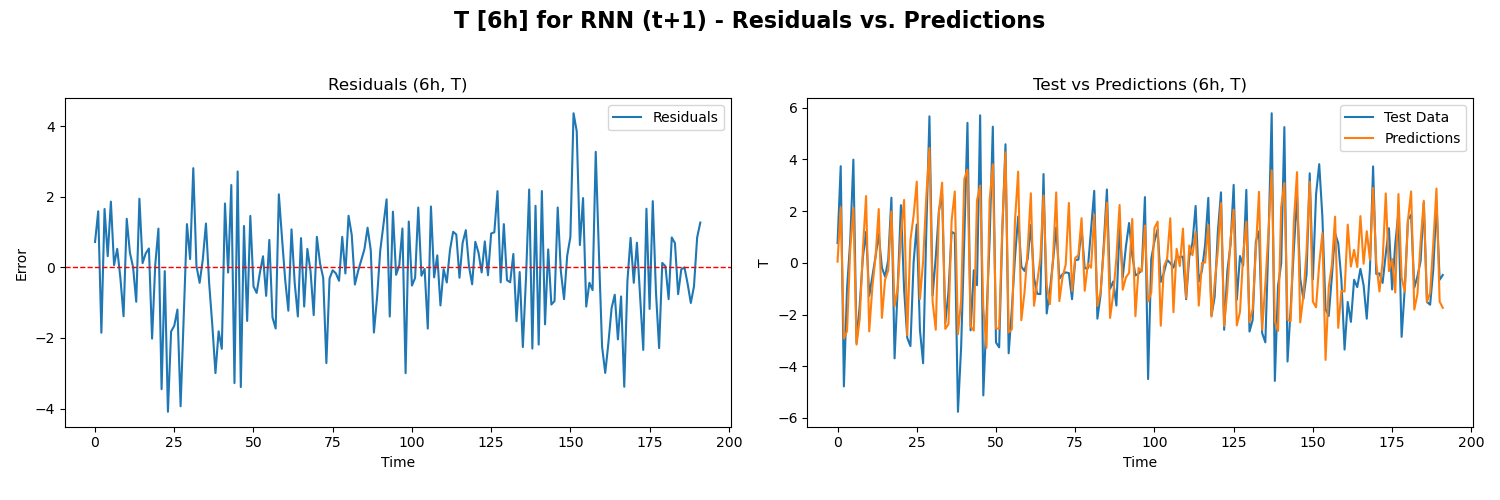 T [6h] for RNN (t+1) - Residuals vs. Predictions
Residuals (6h, T)
Error
4
2
0
−2
−4
Residuals
0 25 50 75 100 125 150 175 200
Time
Test vs Predictions (6h, T)
T
6
4
2
0
−2
−4
−6
Test Data
Predictions
0 25 50 75 100 125 150 175 200
Time